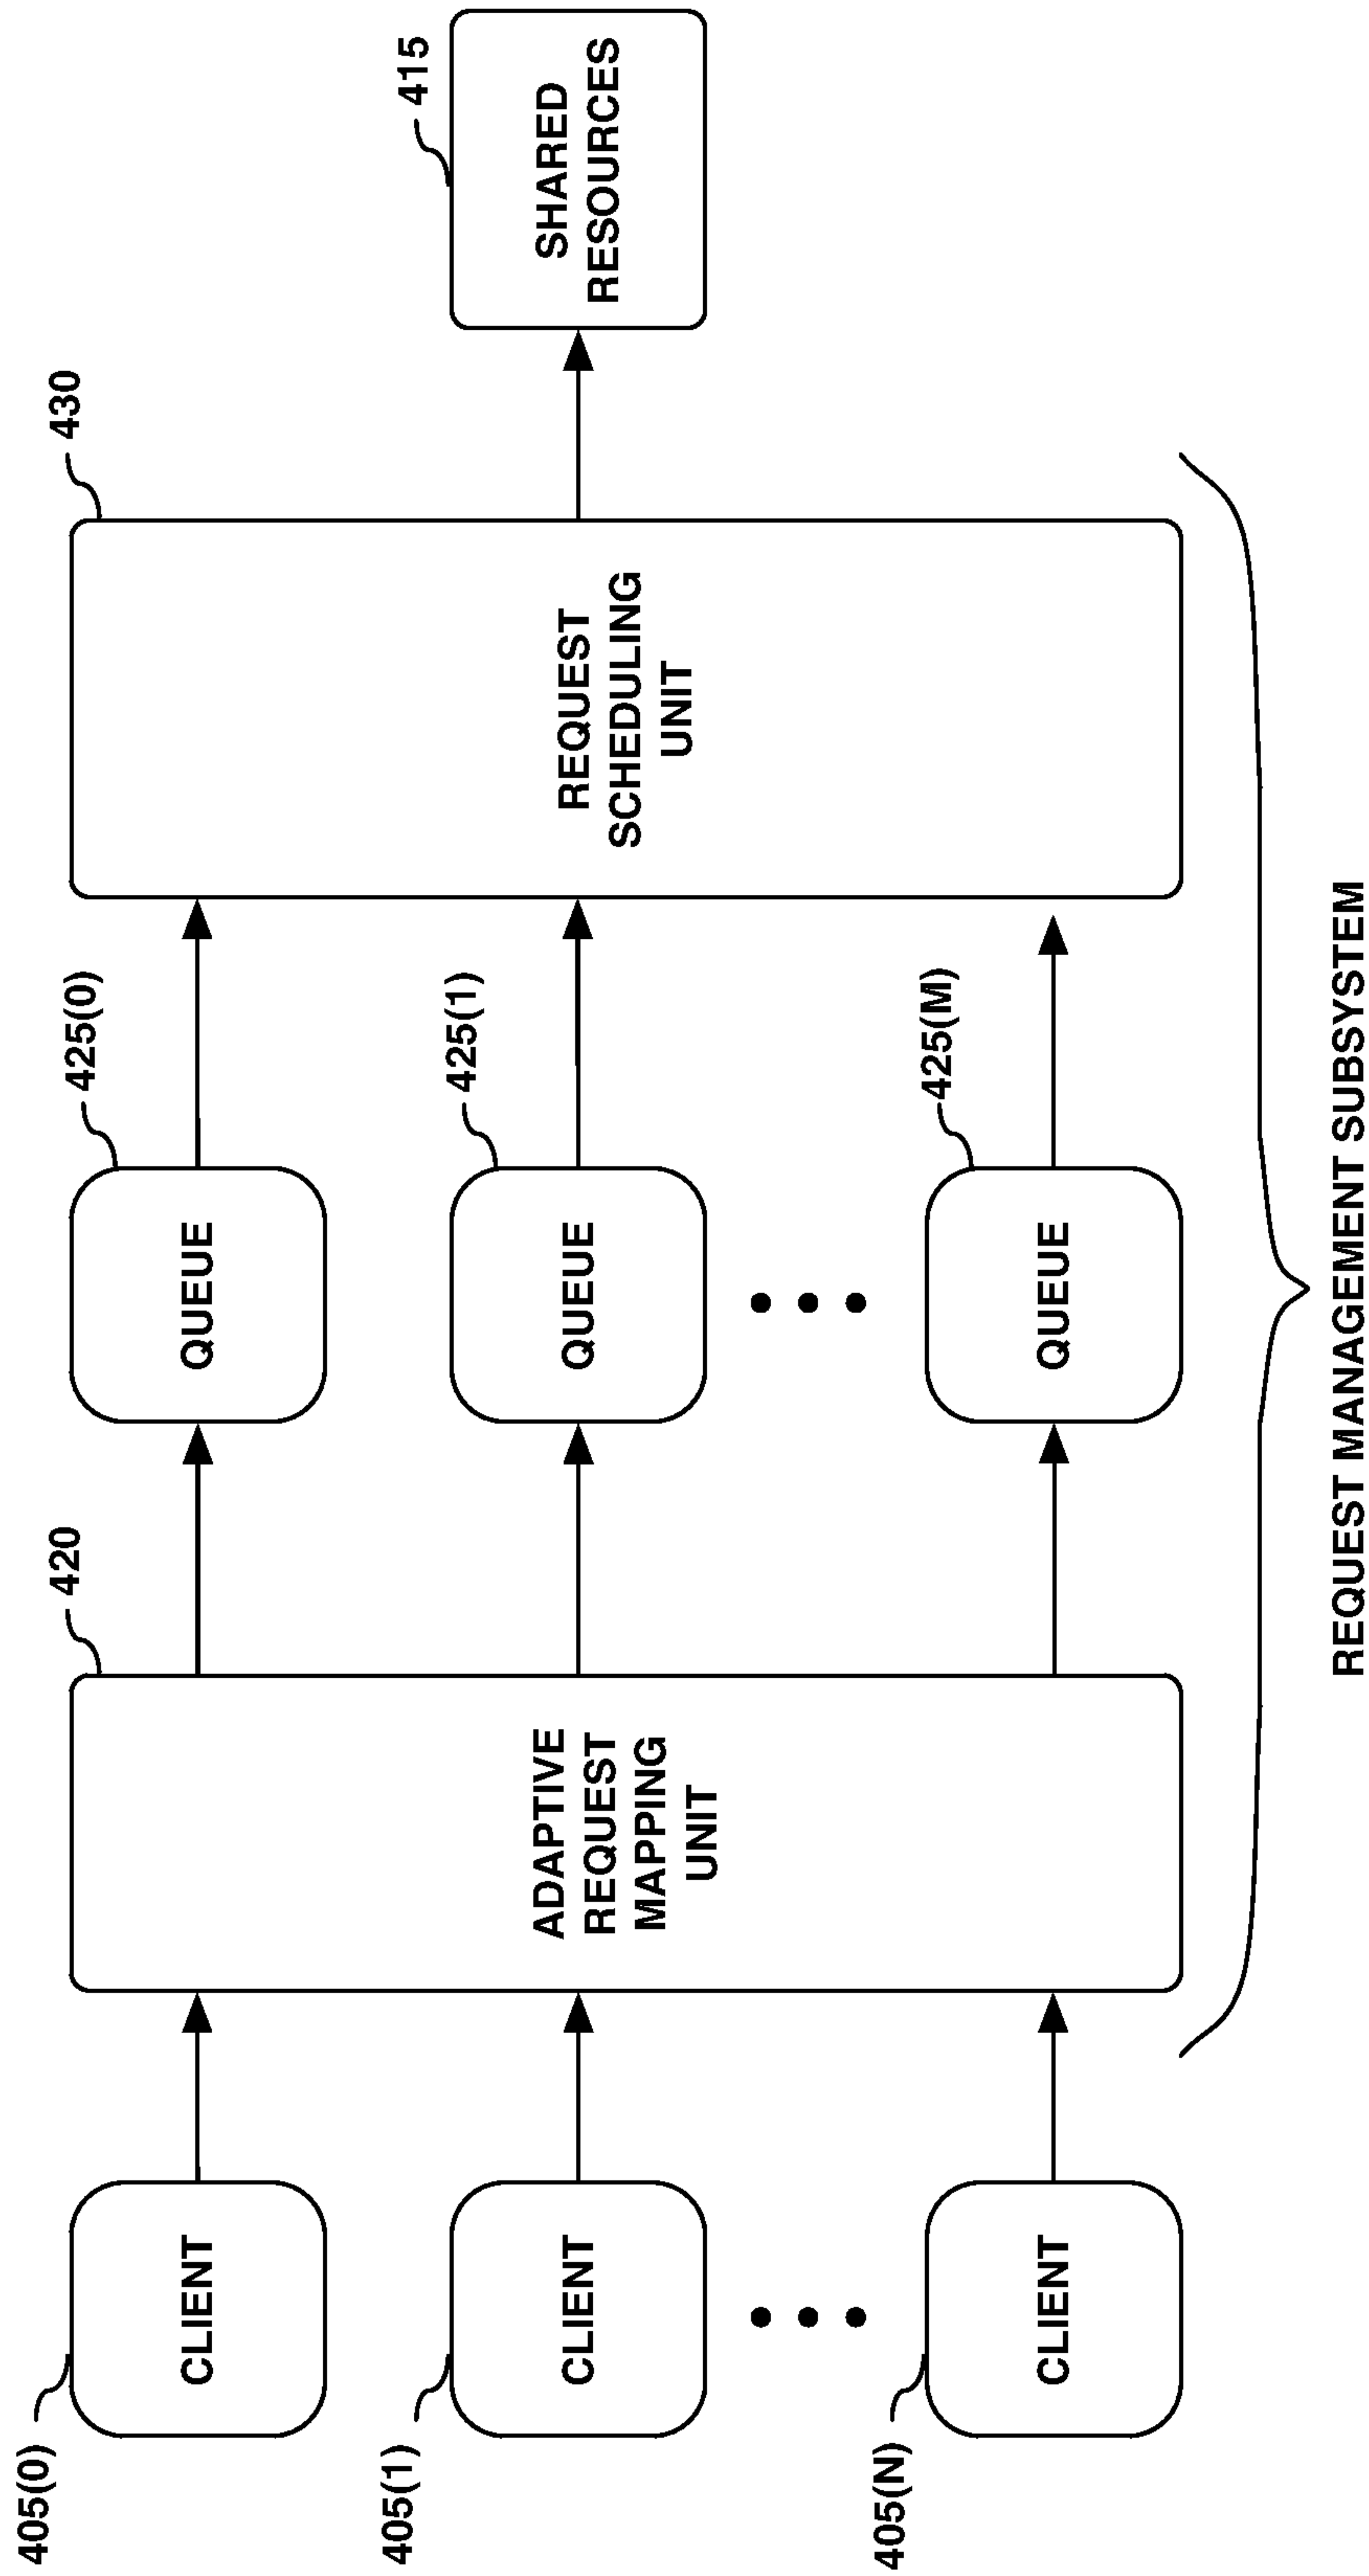 405(0)
CLIENT
405(1)
CLIENT
405(N)
CLIENT
420
ADAPTIVE
REQUEST
MAPPING
UNIT
425(0)
QUEUE
425(1)
QUEUE
425(M)
QUEUE
430
REQUEST
SCHEDULING
UNIT
415
SHARED
RESOURCES
REQUEST MANAGEMENT SUBSYSTEM